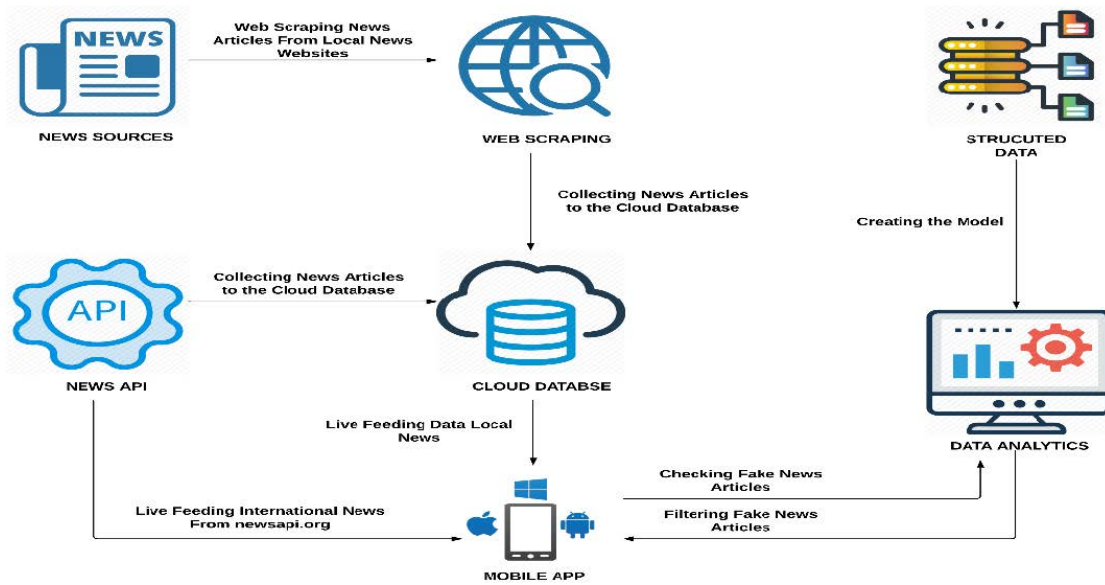 NEWS
Web Scraping News
Articles From Local News
Websites
NEWS SOURCES
WEB SCRAPING
STRUCUTED
DATA
Collecting News Articles
to the Cloud Database
Creating the Model
API
Collecting News Articles
to the Cloud Database
NEWS API
CLOUD DATABSE
DATA ANALYTICS
Live Feeding Data Local
News
Checking Fake News
Articles
Live Feeding International News
From newsapi.org
Filtering Fake News
Articles
MOBILE APP